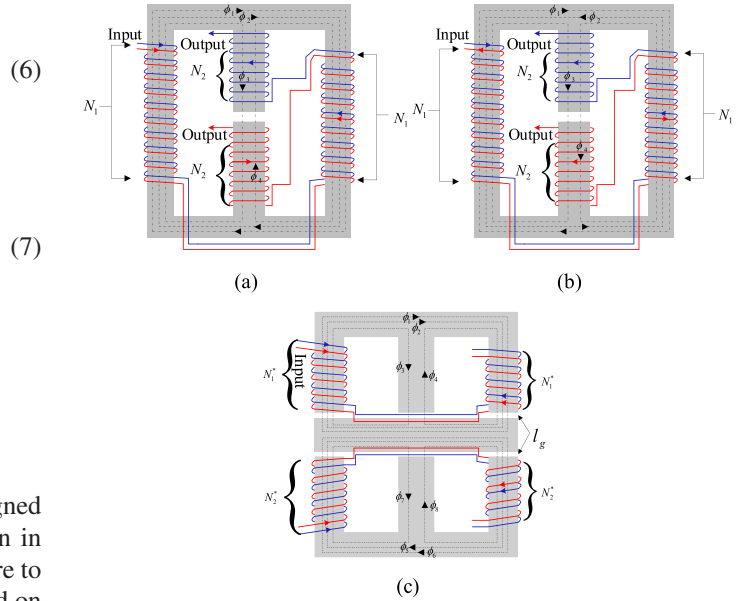 (6)
(7)
ϕ1
ϕ2
Input
Output
N2
N1
ϕ3
Output
N2
ϕ4
N1
(a)
ϕ1
ϕ2
Input
Output
N2
N1
ϕ3
Output
N2
ϕ4
N1
(b)
ϕ1
ϕ2
N1*
Input
ϕ3
ϕ4
N1*
lg
N2*
ϕ7
ϕ8
N2*
ϕ5
ϕ6
(c)
gned
n in
re to
d on